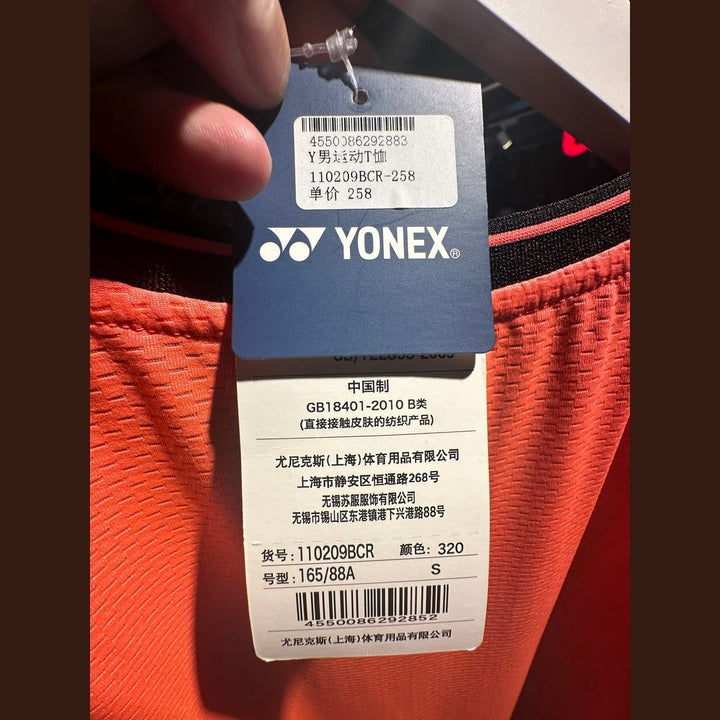 4550086292883
Y男运动T恤
110209BCR-258
单价 258
YONEX®
中国制
GB18401-2010 B类
(直接接触皮肤的纺织产品)
尤尼克斯(上海)体育用品有限公司
上海市静安区恒通路268号
无锡苏服服饰有限公司
无锡市锡山区东港镇港下兴港路88号
货号:110209BCR 颜色: 320
号型:165/88A S
4550086292852
尤尼克斯(上海)体育用品有限公司